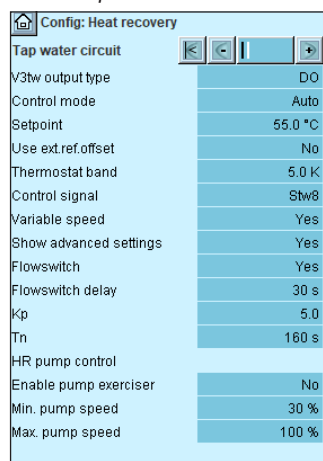 Config: Heat recovery
Tap water circuit
V3tw output type DO
Control mode Auto
Setpoint 55.0 °C
Use ext.ref.offset No
Thermostat band 5.0 K
Control signal Stw8
Variable speed Yes
Show advanced settings Yes
Flowswitch Yes
Flowswitch delay 30 s
Kp 5.0
Tn 160 s
HR pump control
Enable pump exerciser No
Min. pump speed 30 %
Max. pump speed 100 %